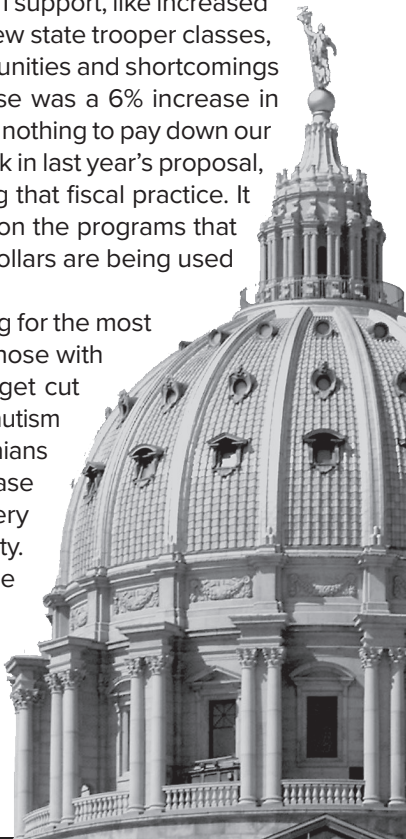 support, like increased
ew state trooper classes,
unities and shortcomings
se was a 6% increase in
nothing to pay down our
k in last year’s proposal,
g that fiscal practice. It
on the programs that
ollars are being used
g for the most
hose with
get cut
autism
nians
ase
ery
ty.
e